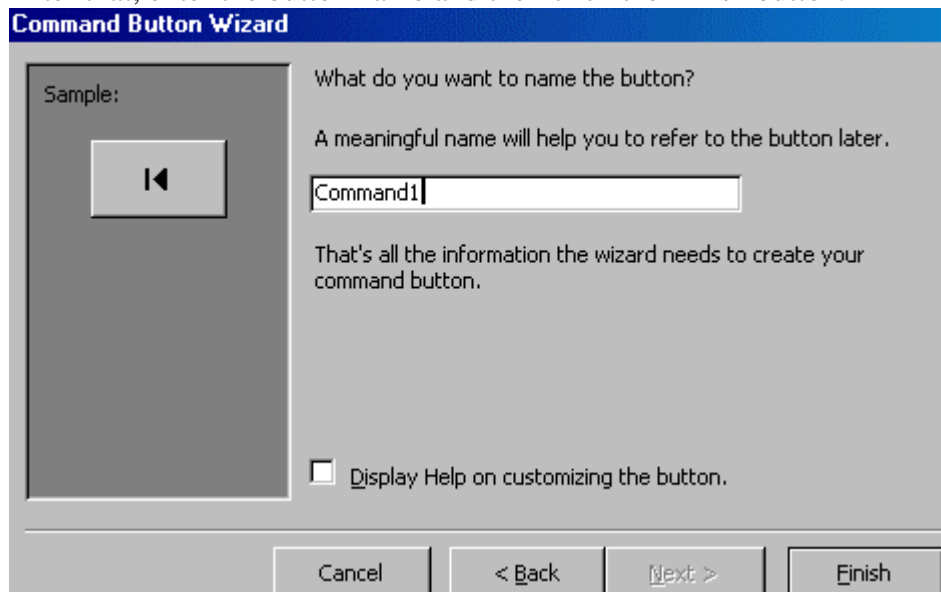 Command Button Wizard
Sample:
What do you want to name the button?
A meaningful name will help you to refer to the button later.
Command1
That's all the information the wizard needs to create your
command button.
Display Help on customizing the button.
Cancel
< Back
Next >
Finish